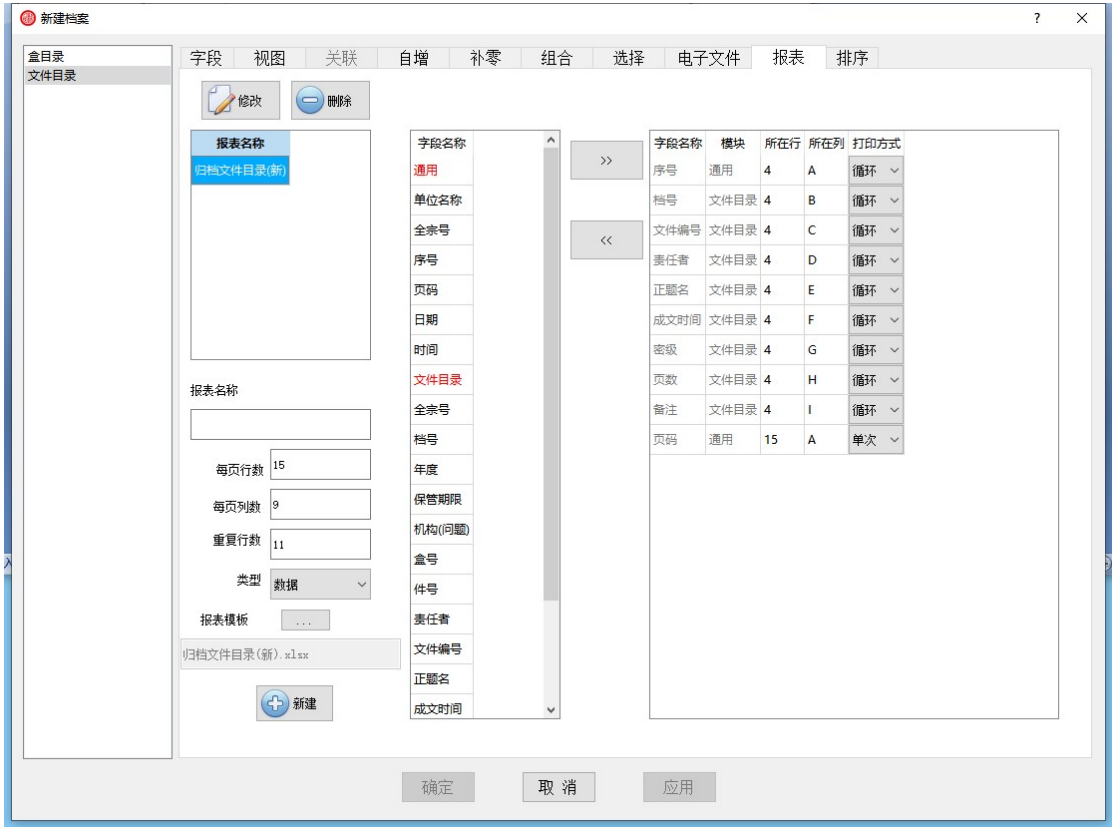 新建档案
? ×
盒目录
文件目录
字段 视图 关联 自增 补零 组合 选择 电子文件 报表 排序
修改 删除
报表名称
归档文件目录(新)
报表名称
每页行数 15
每页列数 9
重复行数 11
类型 数据
报表模板 ...
归档文件目录(新).xlsx
新建
字段名称
通用
单位名称
全宗号
序号
页码
日期
时间
文件目录
全宗号
档号
年度
保管期限
机构(问题)
盒号
件号
责任者
文件编号
正题名
成文时间
>>
<<
字段名称 模块 所在行 所在列 打印方式
序号 通用 4 A 循环
档号 文件目录 4 B 循环
文件编号 文件目录 4 C 循环
责任者 文件目录 4 D 循环
正题名 文件目录 4 E 循环
成文时间 文件目录 4 F 循环
密级 文件目录 4 G 循环
页数 文件目录 4 H 循环
备注 文件目录 4 I 循环
页码 通用 15 A 单次
确定 取 消 应用